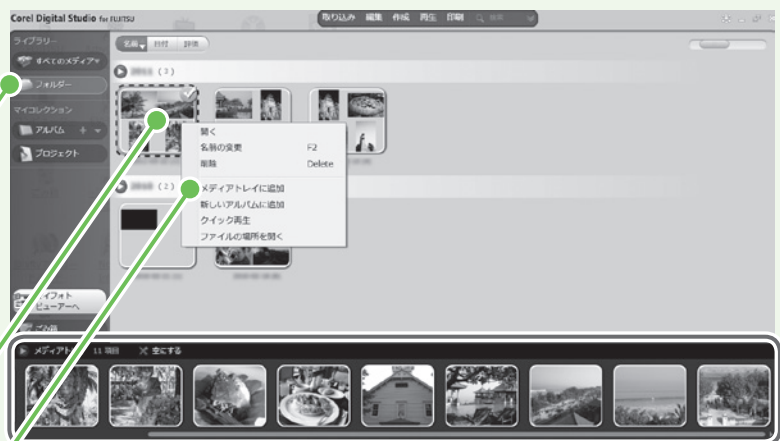 Corel Digital Studio for FUJITSU
取り込み 編集 作成 再生 印刷 検索
ライブラリー
名前 日付 評価
すべてのメディア
(3)
フォルダー
マイコレクション
アルバム +
プロジェクト
開く
名前の変更 F2
削除 Delete
(2)
メディアトレイに追加
新しいアルバムに追加
クイック再生
ファイルの場所を開く
ビューアーへ
ごみ箱
11 項目 空にする